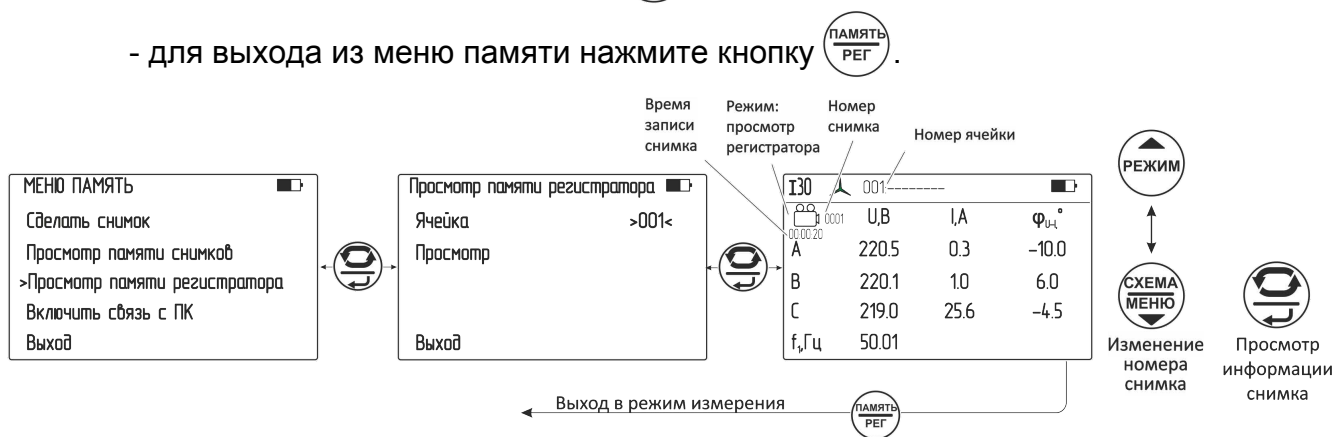 - для выхода из меню памяти нажмите кнопку ПАМЯТЬ РЕГ.
Время записи снимка
Режим: просмотр регистратора
Номер снимка
Номер ячейки
МЕНЮ ПАМЯТЬ
Сделать снимок
Просмотр памяти снимков
>Просмотр памяти регистратора
Включить связь с ПК
Выход
Просмотр памяти регистратора
Ячейка >001<
Просмотр
Выход
I30 001:--------
0001 U,В I,А φU-I,°
00:00:20
A 220.5 0.3 –10.0
B 220.1 1.0 6.0
C 219.0 25.6 –4.5
f1,Гц 50.01
РЕЖИМ
СХЕМА
МЕНЮ
Изменение номера снимка
Просмотр информации снимка
Выход в режим измерения
ПАМЯТЬ
РЕГ